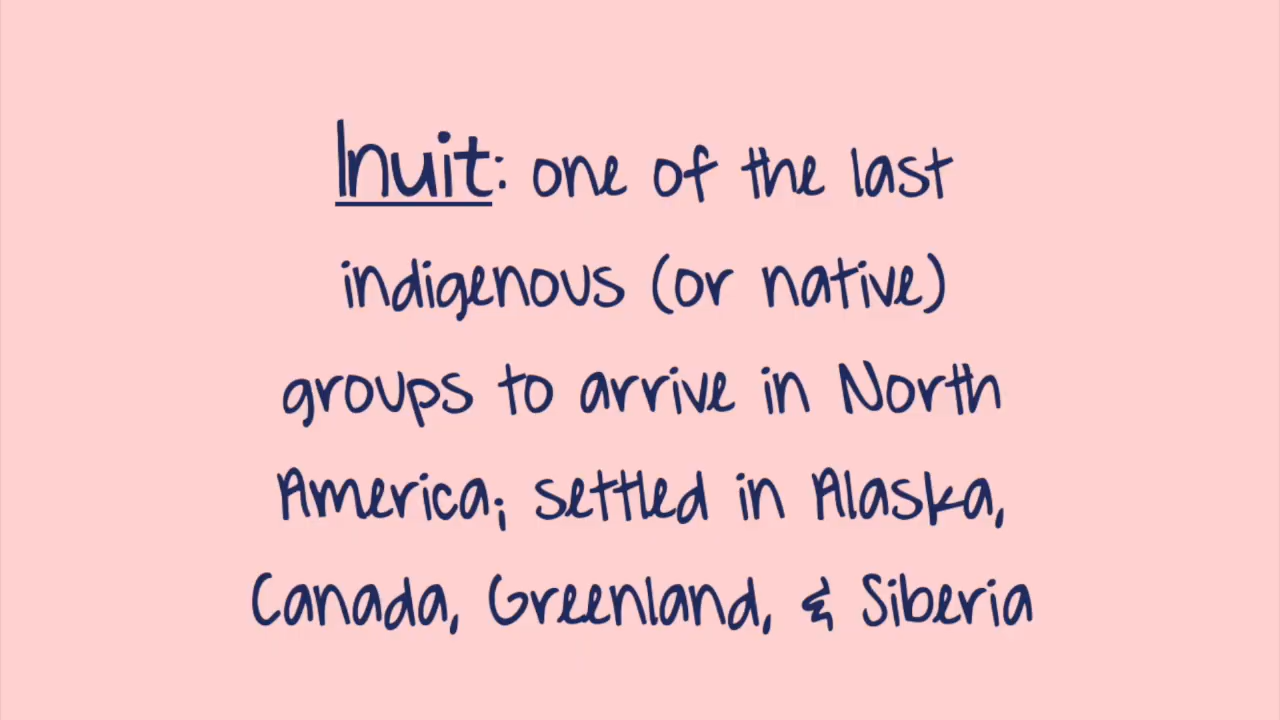 Inuit: one of the last
indigenous (or native)
groups to arrive in North
America; settled in Alaska,
Canada, Greenland, & Siberia